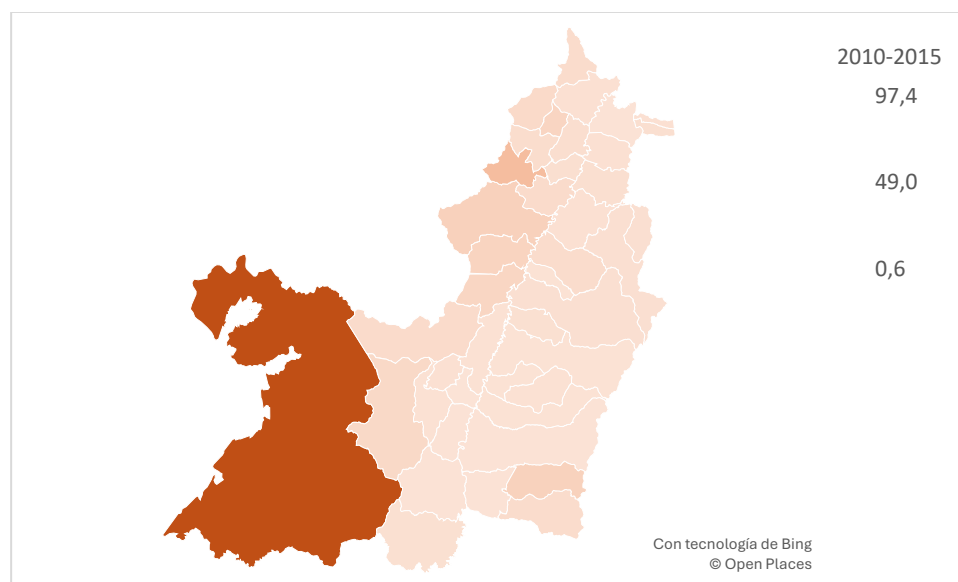 2010-2015
97,4
49,0
0,6
Con tecnología de Bing
© Open Places